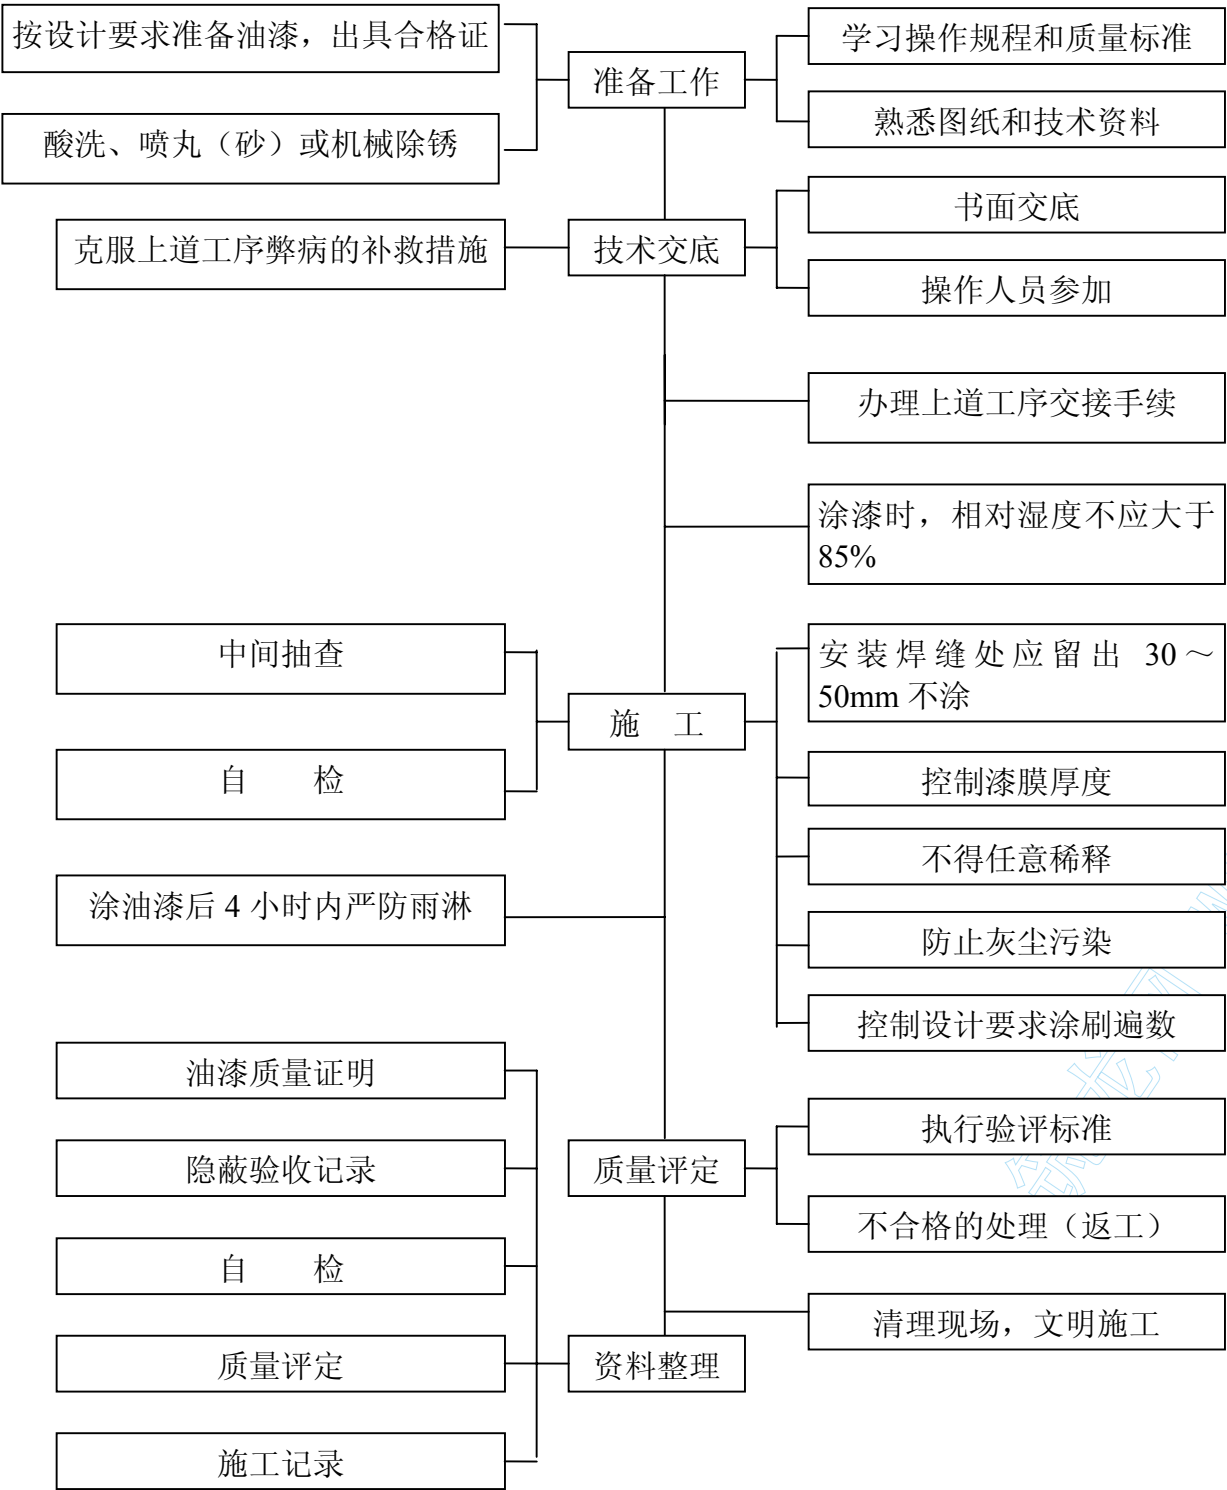 按设计要求准备油漆，出具合格证
学习操作规程和质量标准
准备工作
熟悉图纸和技术资料
酸洗、喷丸（砂）或机械除锈
书面交底
克服上道工序弊病的补救措施
技术交底
操作人员参加
办理上道工序交接手续
涂漆时，相对湿度不应大于
85%
中间抽查
安装焊缝处应留出 30～
50mm 不涂
施　工
自　　检
控制漆膜厚度
不得任意稀释
涂油漆后 4 小时内严防雨淋
防止灰尘污染
控制设计要求涂刷遍数
油漆质量证明
执行验评标准
隐蔽验收记录
质量评定
不合格的处理（返工）
自　　检
清理现场，文明施工
质量评定
资料整理
施工记录